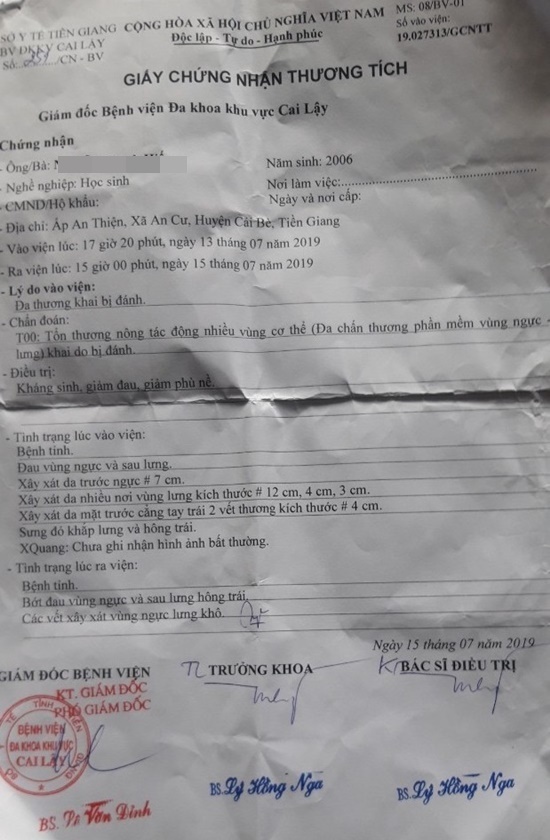 SỞ Y TẾ TIỀN GIANG
BV ĐKKV CAI LẬY
Số: 254 /CN - BV
CỘNG HÒA XÃ HỘI CHỦ NGHĨA VIỆT NAM
Độc lập - Tự do - Hạnh phúc
MS: 08/BV-01
Số vào viện:
19.027313/GCNTT
GIẤY CHỨNG NHẬN THƯƠNG TÍCH
Giám đốc Bệnh viện Đa khoa khu vực Cai Lậy
Chứng nhận
- Ông/Bà:
Năm sinh: 2006
- Nghề nghiệp: Học sinh
Nơi làm việc:
- CMND/Hộ khẩu:
Ngày và nơi cấp:
- Địa chỉ: Ấp An Thiện, Xã An Cư, Huyện Cái Bè, Tiền Giang
- Vào viện lúc: 17 giờ 20 phút, ngày 13 tháng 07 năm 2019
- Ra viện lúc: 15 giờ 00 phút, ngày 15 tháng 07 năm 2019
- Lý do vào viện:
Đa thương khai bị đánh.
- Chẩn đoán:
T00: Tổn thương nông tác động nhiều vùng cơ thể (Đa chấn thương phần mềm vùng ngực -
lưng) khai do bị đánh.
- Điều trị:
Kháng sinh, giảm đau, giảm phù nề.
- Tình trạng lúc vào viện:
Bệnh tỉnh.
Đau vùng ngực và sau lưng.
Xây xát da trước ngực # 7 cm.
Xây xát da nhiều nơi vùng lưng kích thước # 12 cm, 4 cm, 3 cm.
Xây xát da mặt trước cẳng tay trái 2 vết thương kích thước # 4 cm.
Sưng đỏ khắp lưng và hông trái.
XQuang: Chưa ghi nhận hình ảnh bất thường.
- Tình trạng lúc ra viện:
Bệnh tỉnh.
Bớt đau vùng ngực và sau lưng hông trái.
Các vết xây xát vùng ngực lưng khô.
Ngày 15 tháng 07 năm 2019
GIÁM ĐỐC BỆNH VIỆN
TL TRƯỞNG KHOA
BÁC SĨ ĐIỀU TRỊ
KT. GIÁM ĐỐC
PHÓ GIÁM ĐỐC
BỆNH VIỆN
ĐA KHOA KHU VỰC
CAI LẬY
BS. Lý Hồng Nga
BS. Lý Hồng Nga
BS. Văn Đính